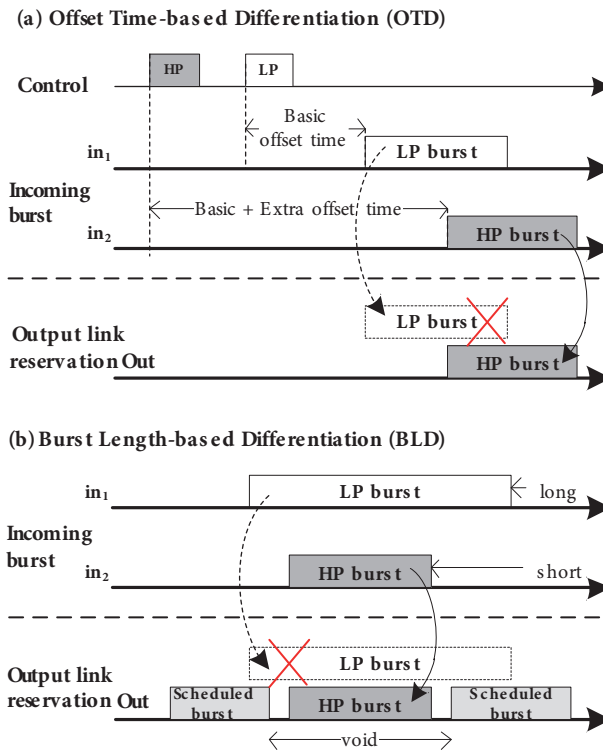 (a) Offset Time-based Differentiation (OTD)
HP
LP
Control
Basic
offset time
in1
LP burst
Incoming
burst
Basic + Extra offset time
in2
HP burst
LP burst
Output link
reservation Out
HP burst
(b) Burst Length-based Differentiation (BLD)
in1
LP burst
long
Incoming
burst
in2
HP burst
short
LP burst
Output link
reservation Out
Scheduled
burst
HP burst
Scheduled
burst
void